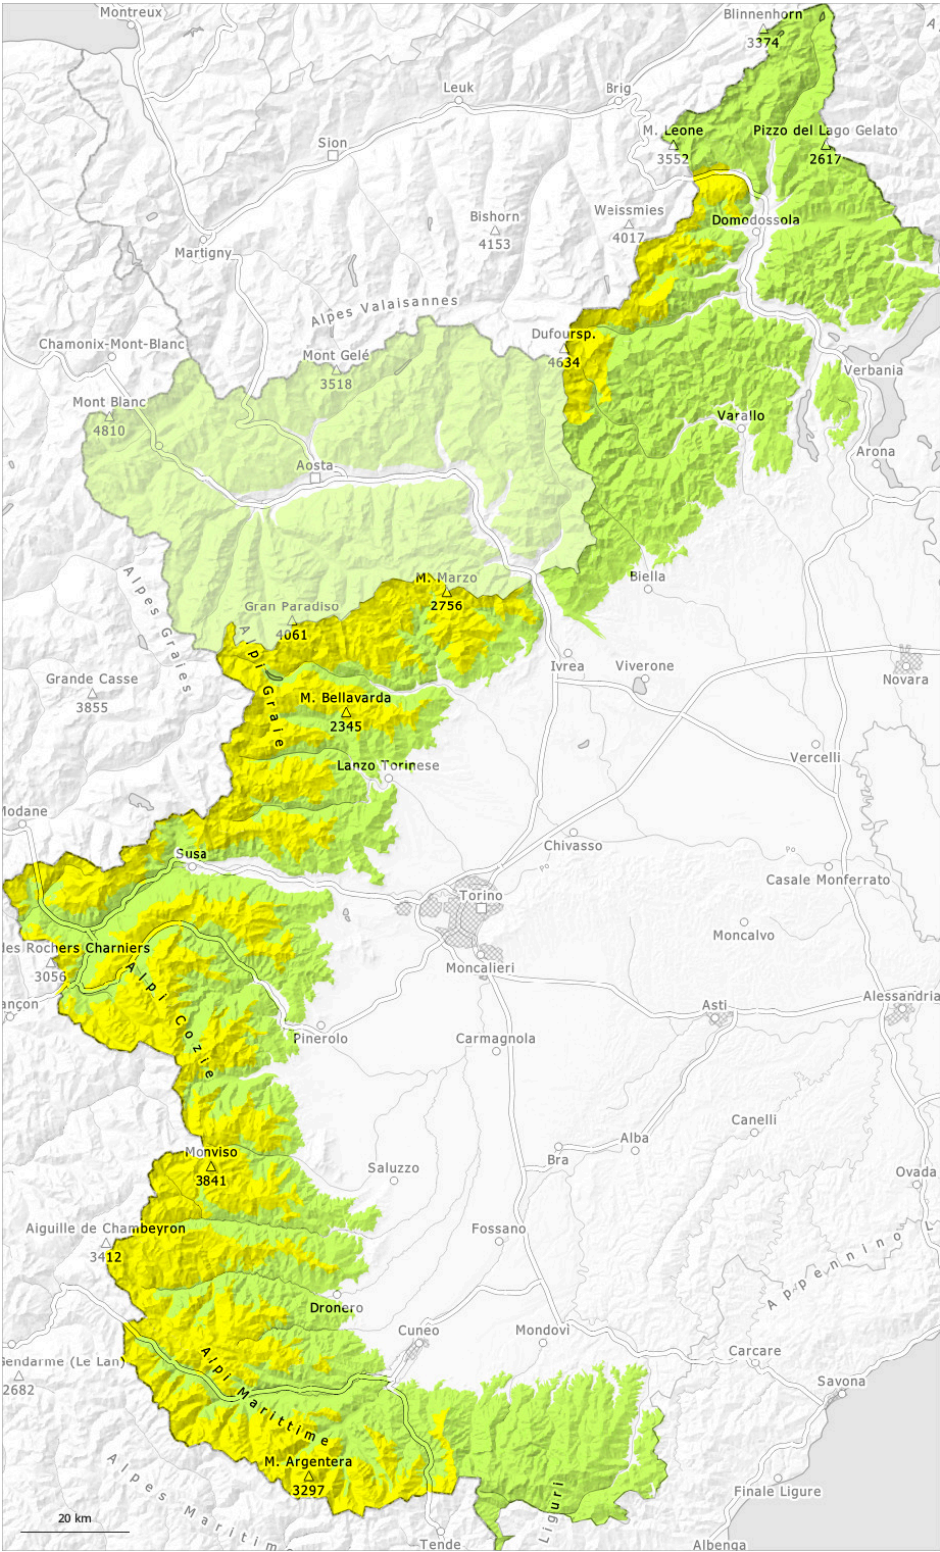 Montreux
Blinnenhorn
3374
Leuk
Brig
Sion
M. Leone
3552
Pizzo del Lago Gelato
2617
Bishorn
4153
Weissmies
4017
Domodossola
Martigny
Alpes Valaisannes
Chamonix-Mont-Blanc
Mont Gelé
3518
Dufoursp.
4634
Verbania
Mont Blanc
4810
Varallo
Arona
Aosta
Alpes Graies
M. Marzo
2756
Biella
Gran Paradiso
4061
Alpi Graie
Ivrea
Viverone
Novara
Grande Casse
3855
M. Bellavarda
2345
Vercelli
Lanzo Torinese
Modane
Chivasso
Po
Po
Susa
Casale Monferrato
Torino
Moncalvo
des Rochers Charniers
3056
Moncalieri
Alpi Cozie
ançon
Asti
Alessandria
Pinerolo
Carmagnola
Canelli
Alba
Bra
Monviso
3841
Saluzzo
Ovada
Aiguille de Chambeyron
3412
Fossano
Appennino L
Dronero
Cuneo
Mondovì
Carcare
Gendarme (Le Lan)
2682
Alpi Marittime
Savona
M. Argentera
3297
Alpes Maritime
Liguri
Finale Ligure
20 km
Tende
Albenga